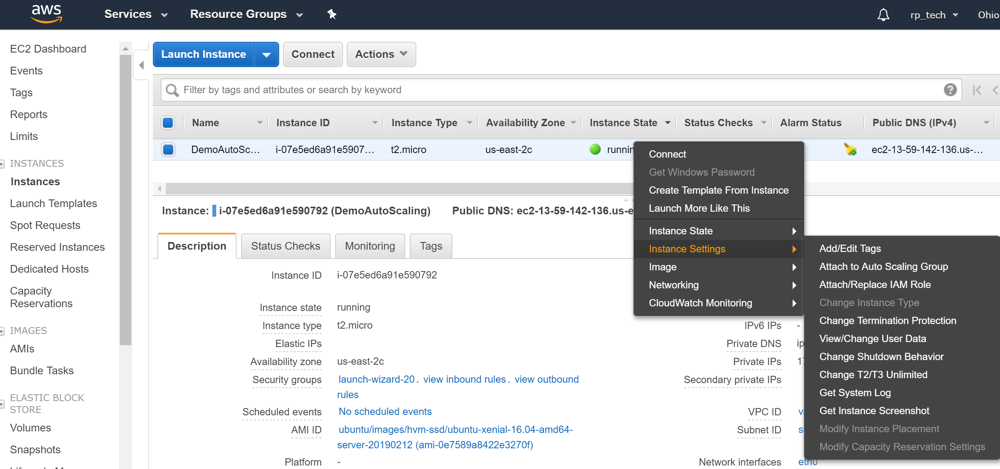 aws Services Resource Groups rp_tech Ohio
EC2 Dashboard
Events
Tags
Reports
Limits
INSTANCES
Instances
Launch Templates
Spot Requests
Reserved Instances
Dedicated Hosts
Capacity
Reservations
IMAGES
AMIs
Bundle Tasks
ELASTIC BLOCK
STORE
Volumes
Snapshots
Launch Instance Connect Actions
Filter by tags and attributes or search by keyword
Name Instance ID Instance Type Availability Zone Instance State Status Checks Alarm Status Public DNS (IPv4)
DemoAutoSc... i-07e5ed6a91e5907... t2.micro us-east-2c runnin ec2-13-59-142-136.us-...
Instance: i-07e5ed6a91e590792 (DemoAutoScaling) Public DNS: ec2-13-59-142-136.us-e
Description Status Checks Monitoring Tags
Instance ID i-07e5ed6a91e590792
Instance state running
Instance type t2.micro
Elastic IPs
Availability zone us-east-2c
Security groups launch-wizard-20. view inbound rules. view outbound
rules
Scheduled events No scheduled events
AMI ID ubuntu/images/hvm-ssd/ubuntu-xenial-16.04-amd64-
server-20190212 (ami-0e7589a8422e3270f)
Platform -
IPv6 IPs -
Private DNS ip
Private IPs 17
Secondary private IPs
VPC ID v
Subnet ID s
Network interfaces eth0
Connect
Get Windows Password
Create Template From Instance
Launch More Like This
Instance State
Instance Settings
Image
Networking
CloudWatch Monitoring
Add/Edit Tags
Attach to Auto Scaling Group
Attach/Replace IAM Role
Change Instance Type
Change Termination Protection
View/Change User Data
Change Shutdown Behavior
Change T2/T3 Unlimited
Get System Log
Get Instance Screenshot
Modify Instance Placement
Modify Capacity Reservation Settings